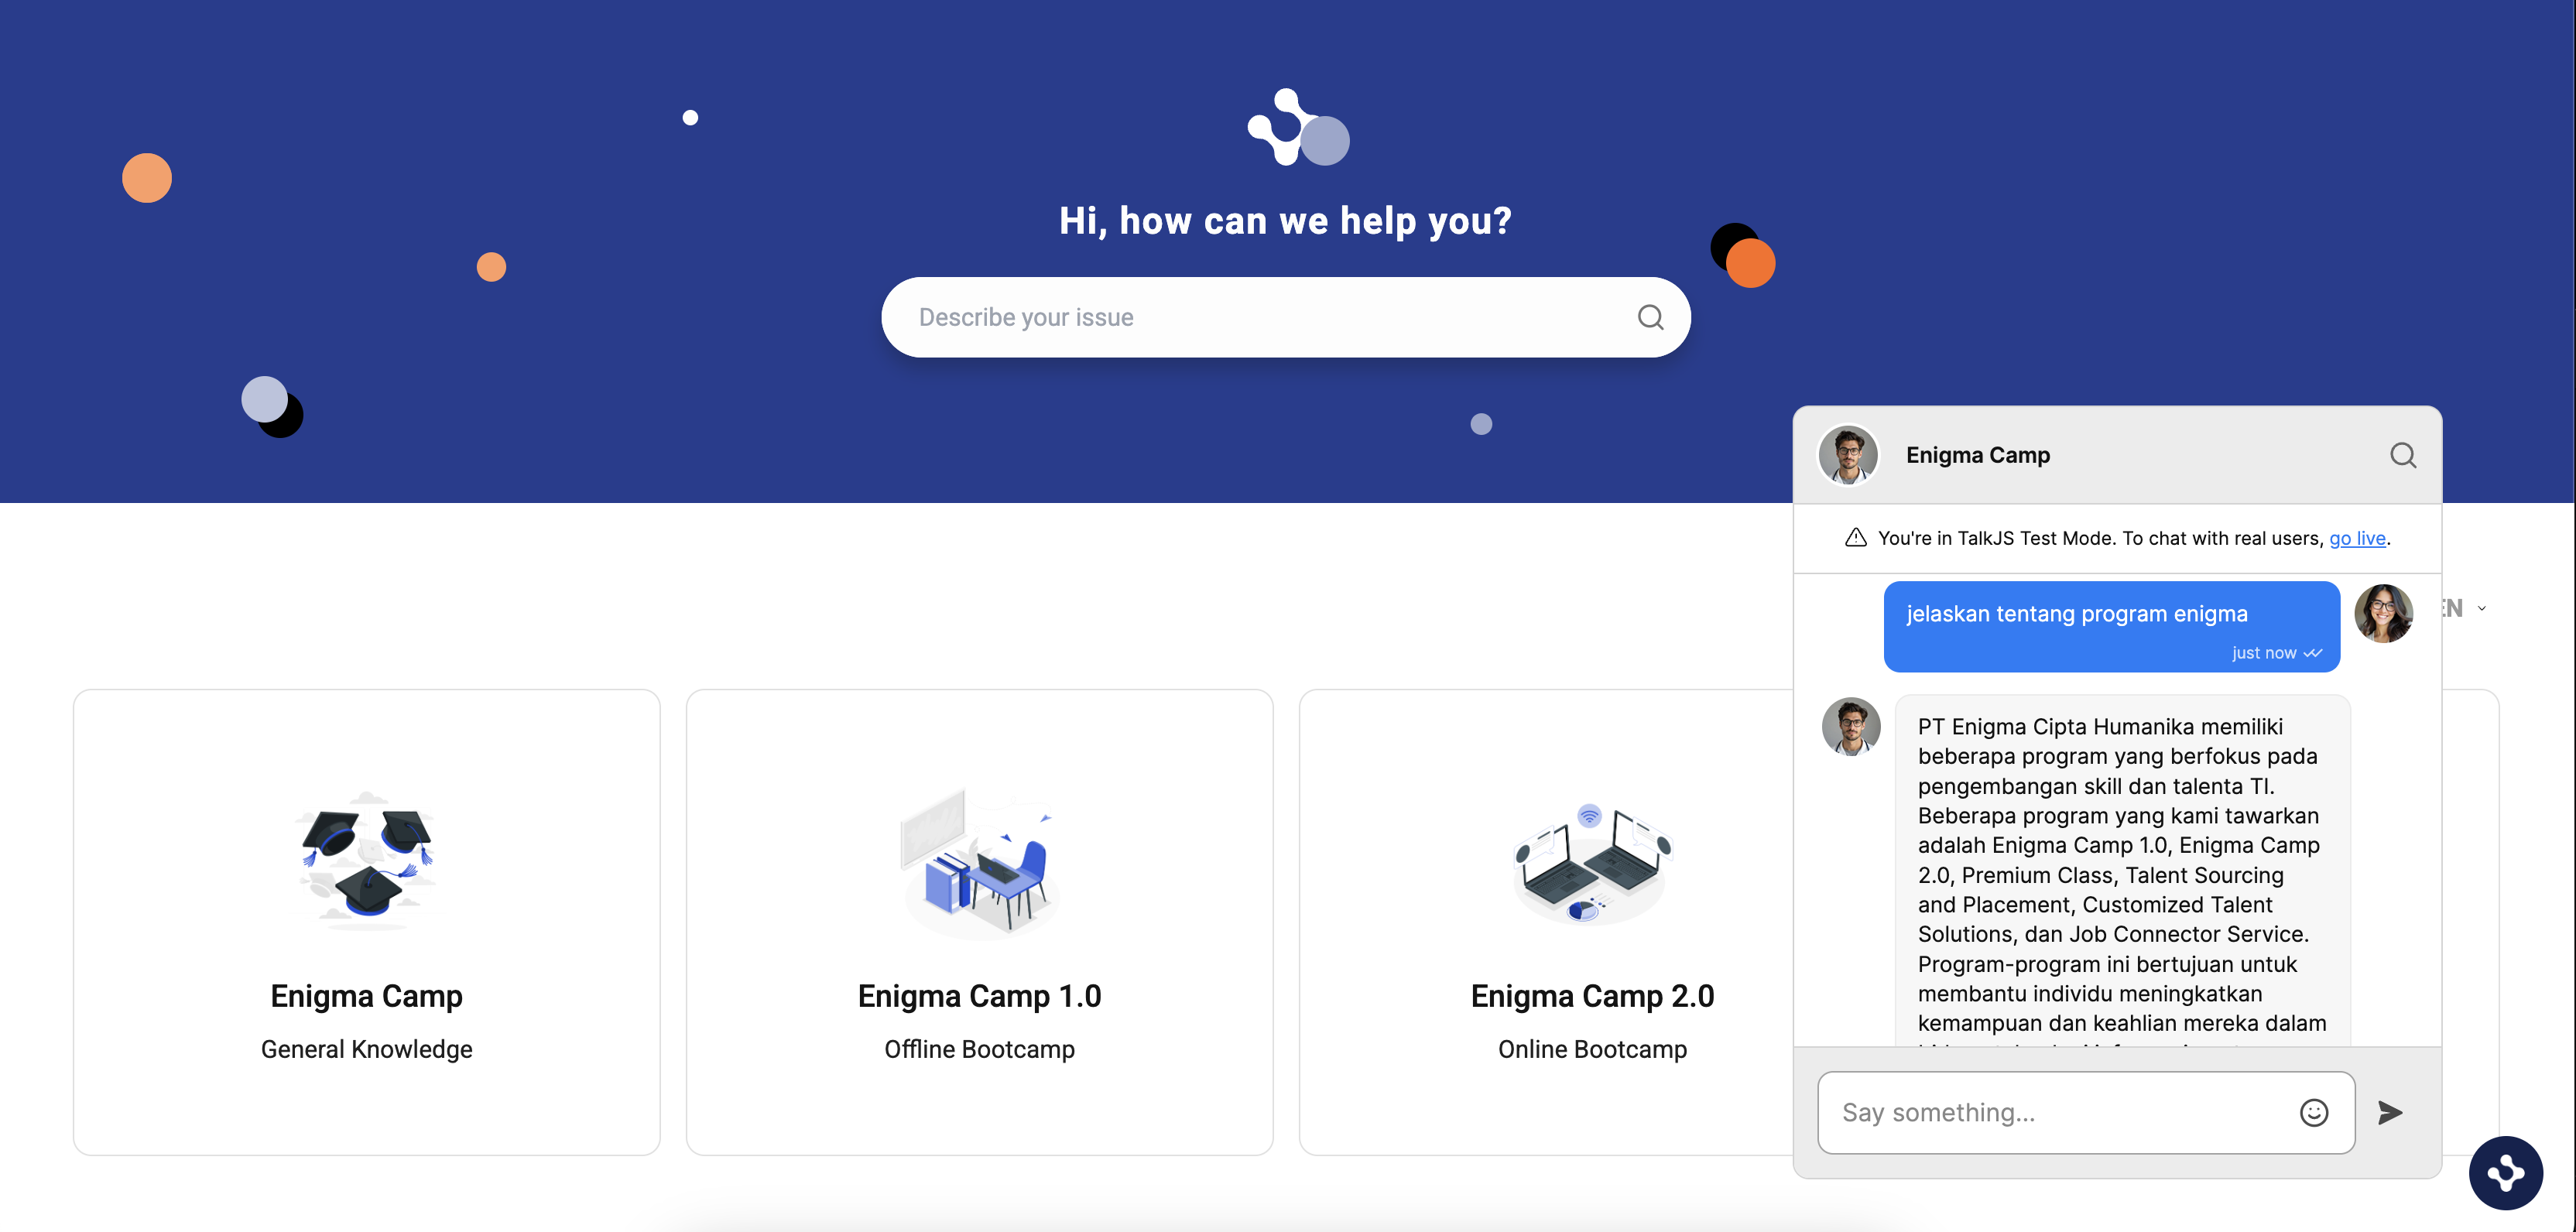 Hi, how can we help you?
Describe your issue
Enigma Camp
You're in TalkJS Test Mode. To chat with real users, go live.
jelaskan tentang program enigma
just now
EN
PT Enigma Cipta Humanika memiliki
beberapa program yang berfokus pada
pengembangan skill dan talenta TI.
Beberapa program yang kami tawarkan
adalah Enigma Camp 1.0, Enigma Camp
2.0, Premium Class, Talent Sourcing
and Placement, Customized Talent
Solutions, dan Job Connector Service.
Program-program ini bertujuan untuk
membantu individu meningkatkan
kemampuan dan keahlian mereka dalam
Say something...
Enigma Camp
General Knowledge
Enigma Camp 1.0
Offline Bootcamp
Enigma Camp 2.0
Online Bootcamp